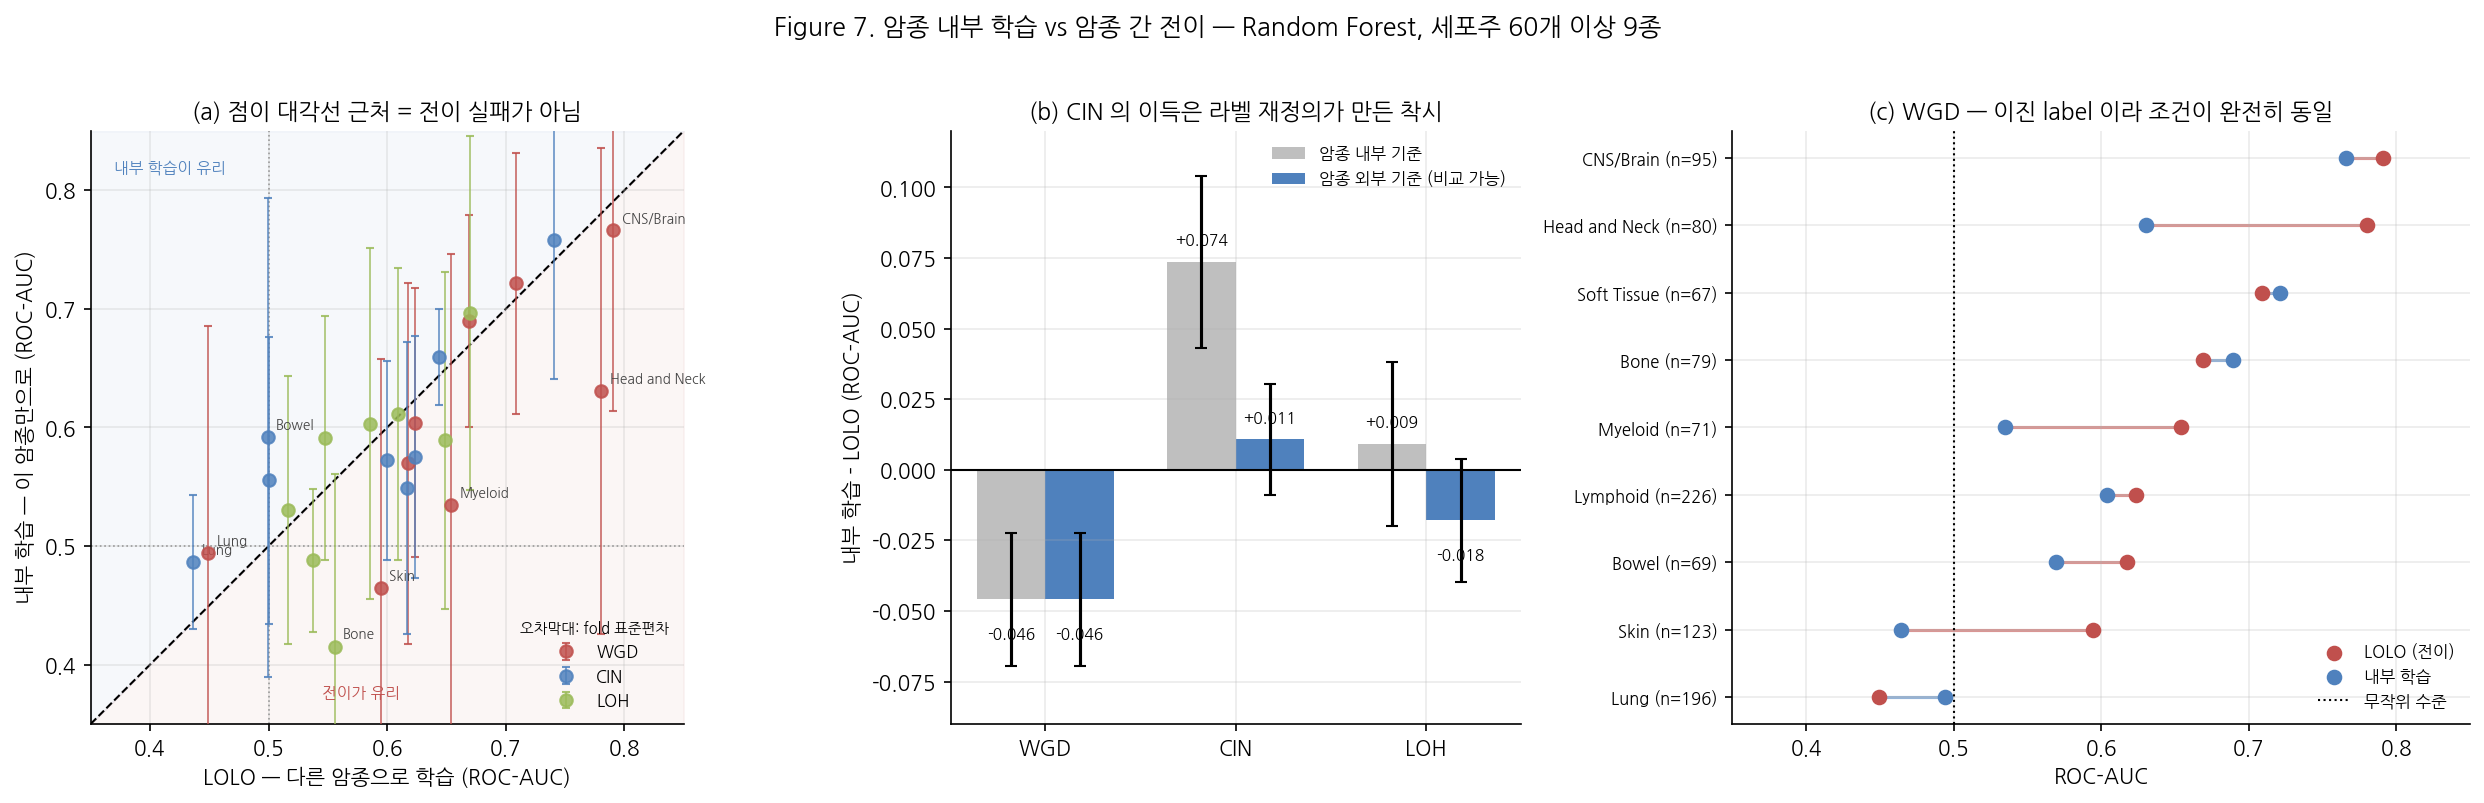 Figure 7. 암종 내부 학습 vs 암종 간 전이 — Random Forest, 세포주 60개 이상 9종
(a) 점이 대각선 근처 = 전이 실패가 아님
내부 학습 — 이 암종만으로 (ROC-AUC)
0.8
0.7
0.6
0.5
0.4
내부 학습이 유리
CNS/Brain
Head and Neck
Bowel
Myeloid
Lung
Lung
Skin
Bone
전이가 유리
오차막대: fold 표준편차
WGD
CIN
LOH
0.4
0.5
0.6
0.7
0.8
LOLO — 다른 암종으로 학습 (ROC-AUC)
(b) CIN 의 이득은 라벨 재정의가 만든 착시
내부 학습 - LOLO (ROC-AUC)
0.100
0.075
0.050
0.025
0.000
-0.025
-0.050
-0.075
암종 내부 기준
암종 외부 기준 (비교 가능)
+0.074
+0.011
+0.009
-0.018
-0.046
-0.046
WGD
CIN
LOH
(c) WGD — 이진 label 이라 조건이 완전히 동일
CNS/Brain (n=95)
Head and Neck (n=80)
Soft Tissue (n=67)
Bone (n=79)
Myeloid (n=71)
Lymphoid (n=226)
Bowel (n=69)
Skin (n=123)
Lung (n=196)
LOLO (전이)
내부 학습
무작위 수준
0.4
0.5
0.6
0.7
0.8
ROC-AUC